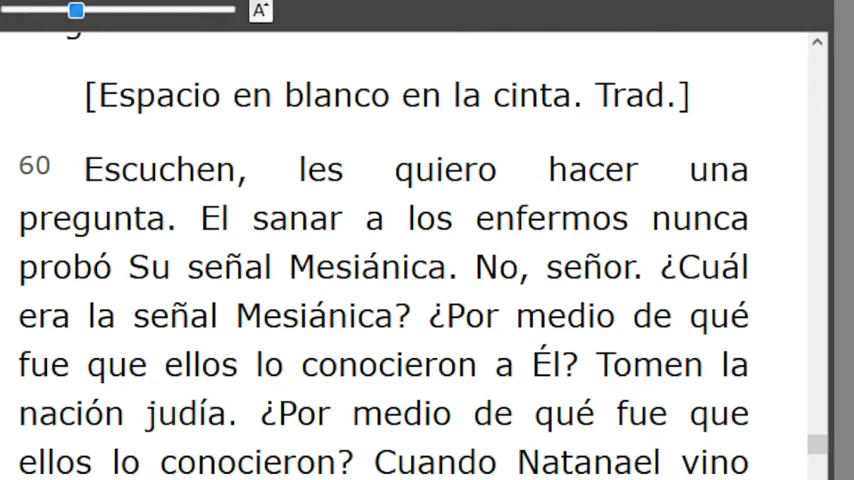 A
[Espacio en blanco en la cinta. Trad.]
60 Escuchen, les quiero hacer una
pregunta. El sanar a los enfermos nunca
probó Su señal Mesiánica. No, señor. ¿Cuál
era la señal Mesiánica? ¿Por medio de qué
fue que ellos lo conocieron a Él? Tomen la
nación judía. ¿Por medio de qué fue que
ellos lo conocieron? Cuando Natanael vino